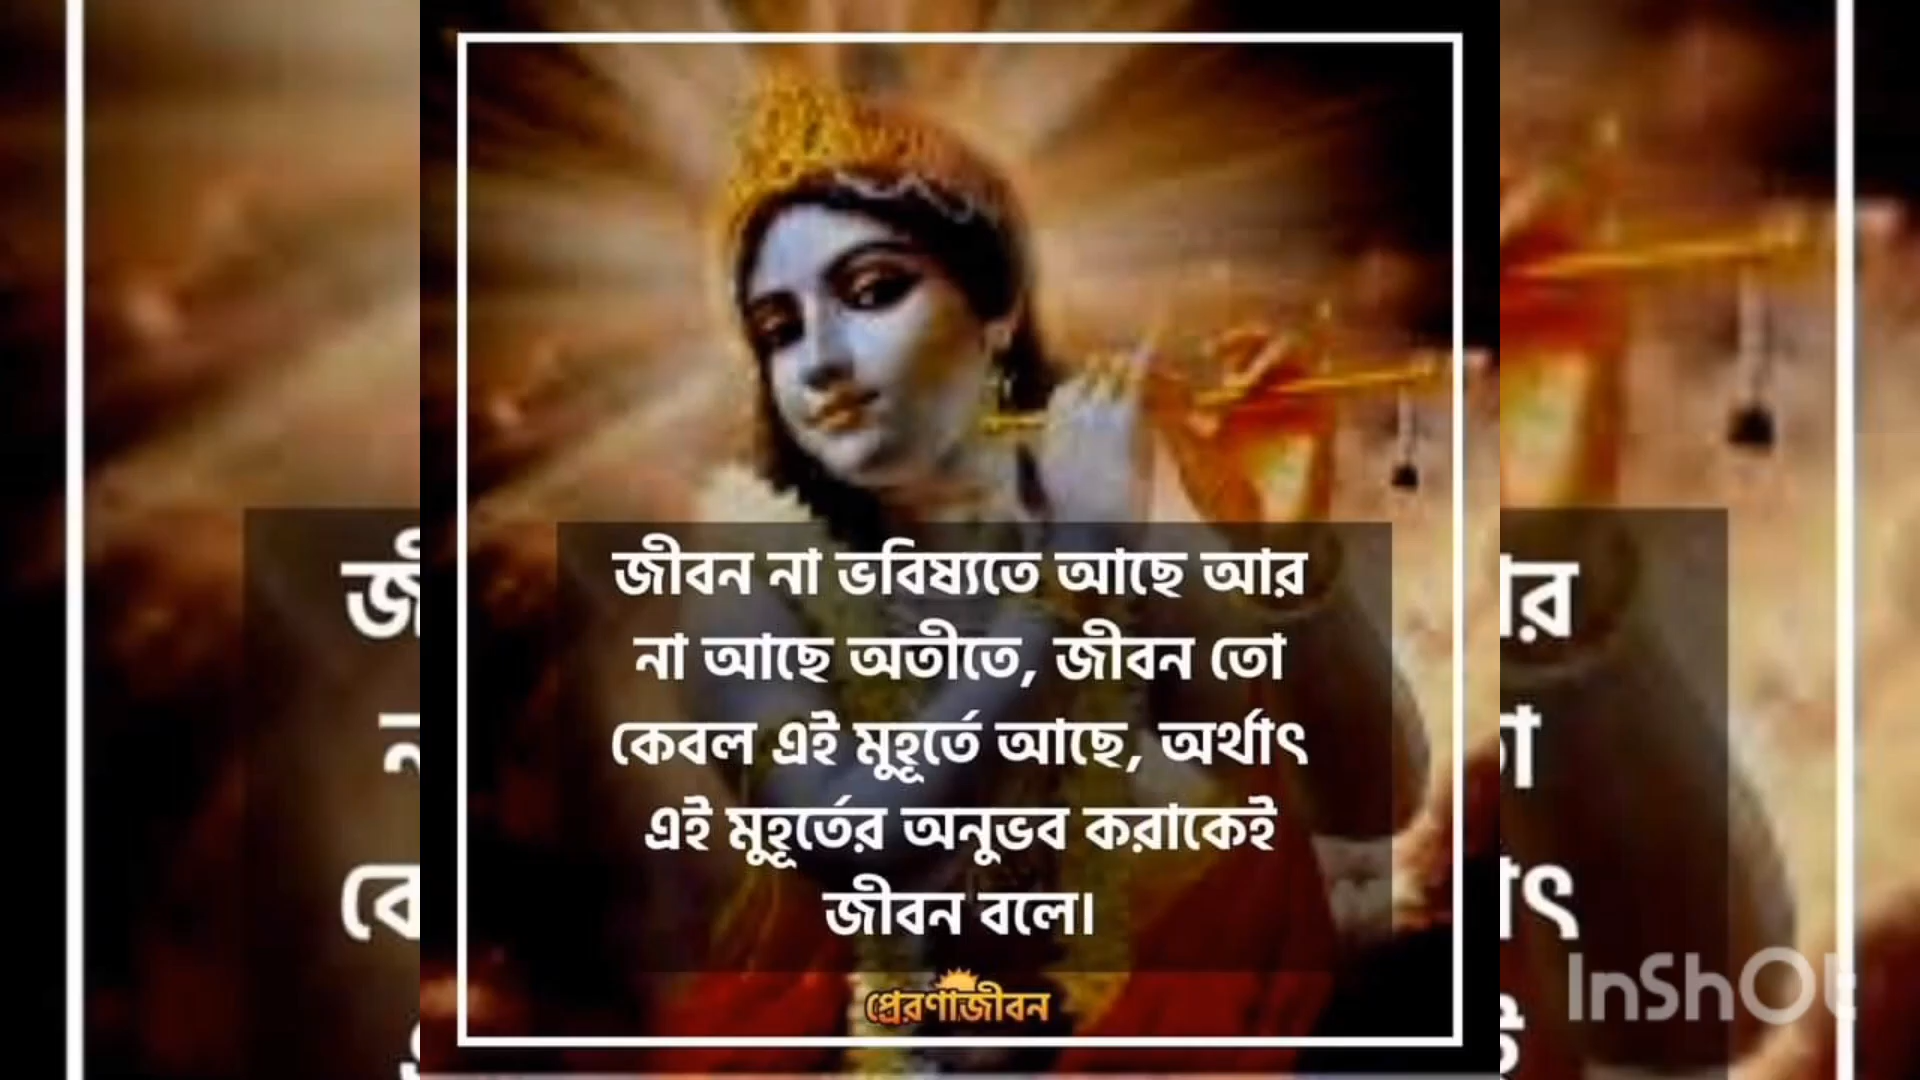 জীবন না ভবিষ্যতে আছে আর
না আছে অতীতে, জীবন তো
কেবল এই মুহূর্তে আছে, অর্থাৎ
এই মুহূর্তের অনুভব করাকেই
জীবন বলে।
প্রেরণাজীবন
InShOt